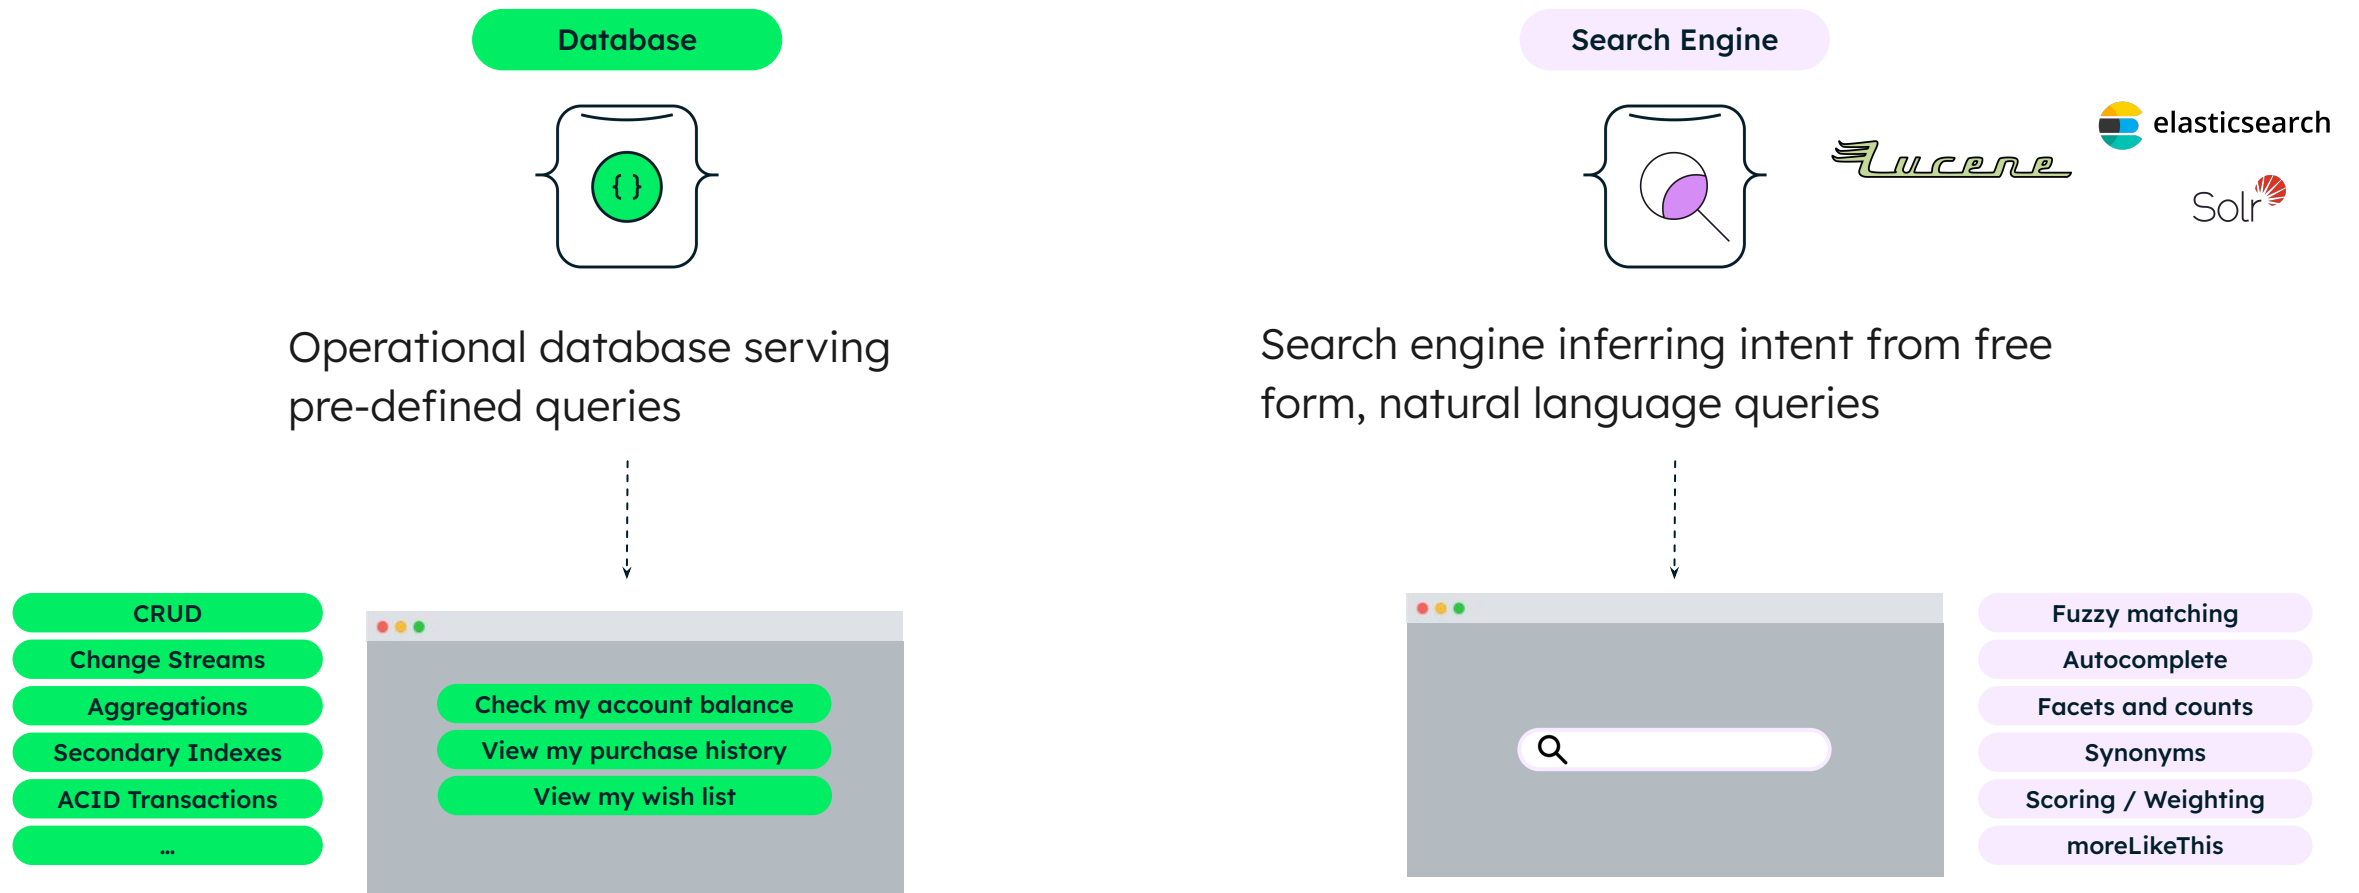 Database
{ }
Operational database serving
pre-defined queries
CRUD
Change Streams
Aggregations
Secondary Indexes
ACID Transactions
...
Check my account balance
View my purchase history
View my wish list
Search Engine
Lucene
elasticsearch
Solr
Search engine inferring intent from free
form, natural language queries
Fuzzy matching
Autocomplete
Facets and counts
Synonyms
Scoring / Weighting
moreLikeThis